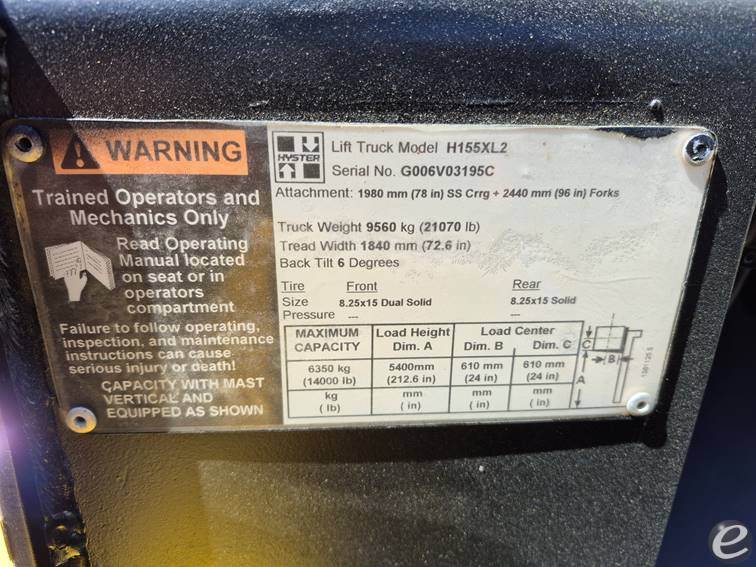 WARNING
Trained Operators and
Mechanics Only
Read Operating
Manual located
on seat or in
operators
compartment
Failure to follow operating,
inspection, and maintenance
instructions can cause
serious injury or death!
CAPACITY WITH MAST
VERTICAL AND
EQUIPPED AS SHOWN
HYSTER
Lift Truck Model H155XL2
Serial No. G006V03195C
Attachment: 1980 mm (78 in) SS Crrg + 2440 mm (96 in) Forks
Truck Weight 9560 kg (21070 lb)
Tread Width 1840 mm (72.6 in)
Back Tilt 6 Degrees
Tire Front Rear
Size 8.25x15 Dual Solid 8.25x15 Solid
Pressure --- ---
MAXIMUM CAPACITY Load Height Dim. A Load Center Dim. B Dim. C
6350 kg 5400mm 610 mm 610 mm
(14000 lb) (212.6 in) (24 in) (24 in)
kg mm mm mm
( lb) ( in) ( in) ( in)
C
B
A
e